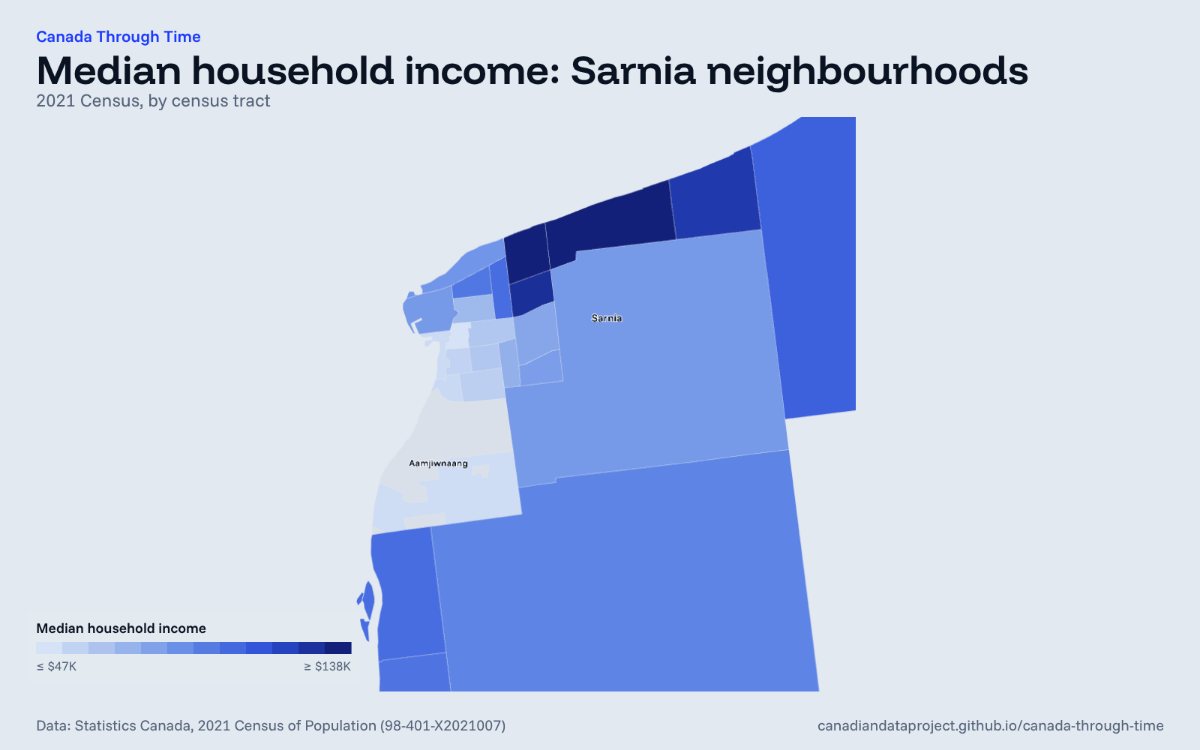 Canada Through Time
Median household income: Sarnia neighbourhoods
2021 Census, by census tract
Sarnia
Aamjiwnaang
Median household income
≤ $47K
≥ $138K
Data: Statistics Canada, 2021 Census of Population (98-401-X2021007)
canadiandataproject.github.io/canada-through-time